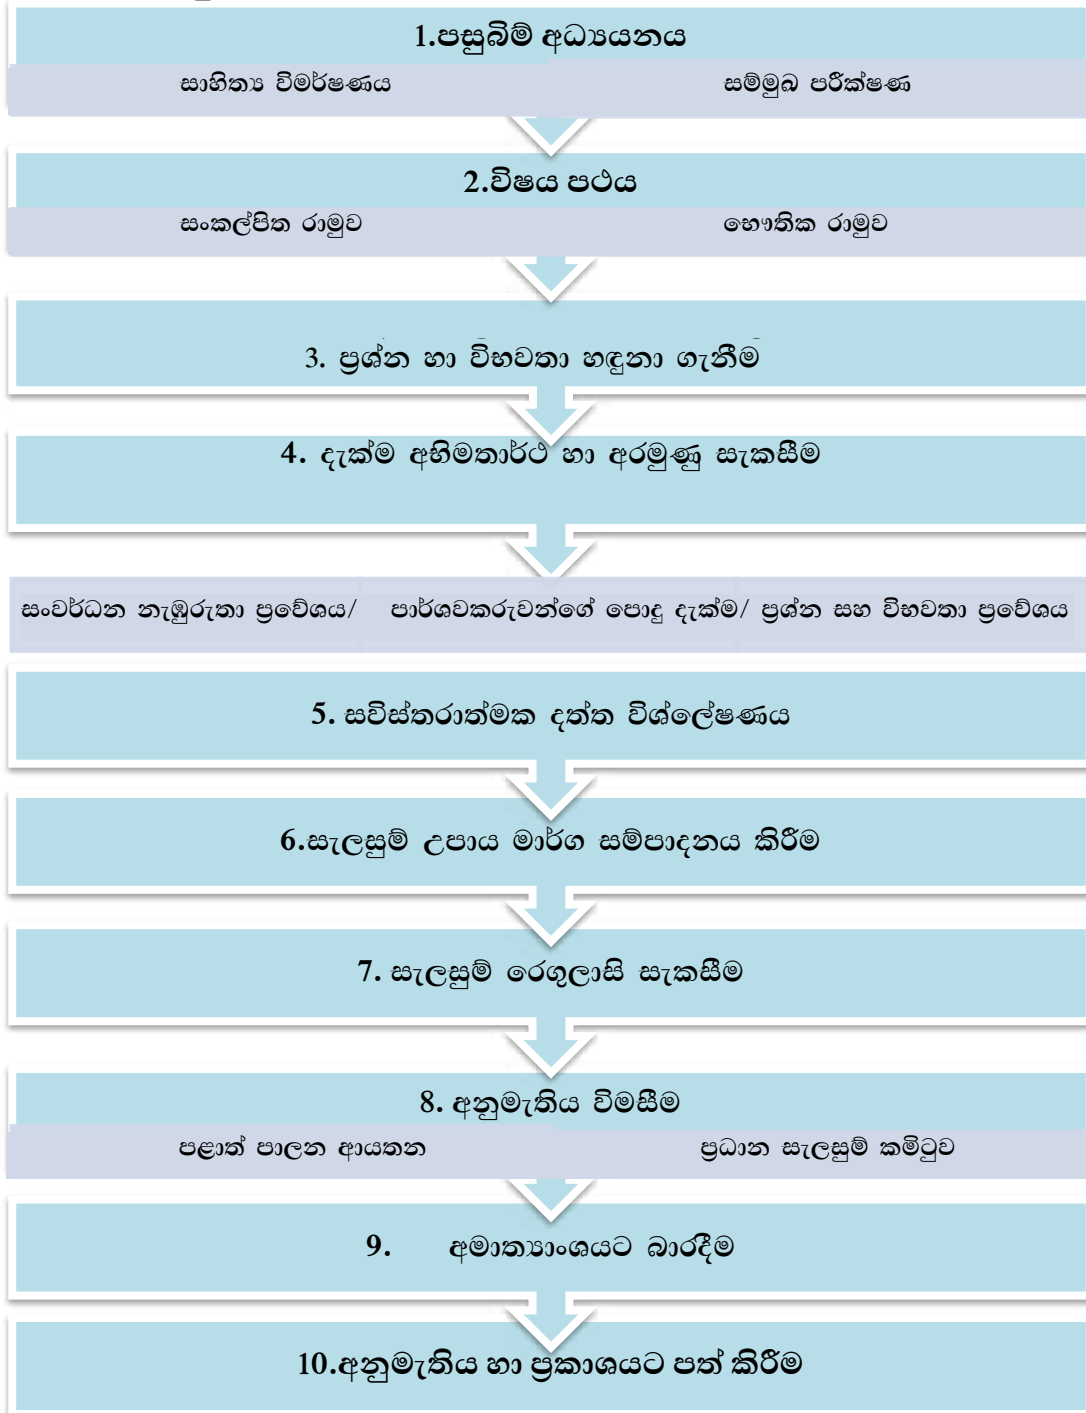 1.පසුබිම් අධ්‍යයනය
සාහිත්‍ය විමර්ෂණය සම්මුඛ පරීක්ෂණ
2.විෂය පථය
සංකල්පිත රාමුව භෞතික රාමුව
3. ප්‍රශ්න හා විභවතා හඳුනා ගැනීම
4. දැක්ම අභිමතාර්ථ හා අරමුණු සැකසීම
සංවර්ධන නැඹුරුතා ප්‍රවේශය/ පාර්ශවකරුවන්ගේ පොදු දැක්ම/ ප්‍රශ්න සහ විභවතා ප්‍රවේශය
5. සවිස්තරාත්මක දත්ත විශ්ලේෂණය
6.සැලසුම් උපාය මාර්ග සම්පාදනය කිරීම
7. සැලසුම් රෙගුලාසි සැකසීම
8. අනුමැතිය විමසීම
පළාත් පාලන ආයතන ප්‍රධාන සැලසුම් කමිටුව
9. අමාත්‍යාංශයට බාරදීම
10.අනුමැතිය හා ප්‍රකාශයට පත් කිරීම